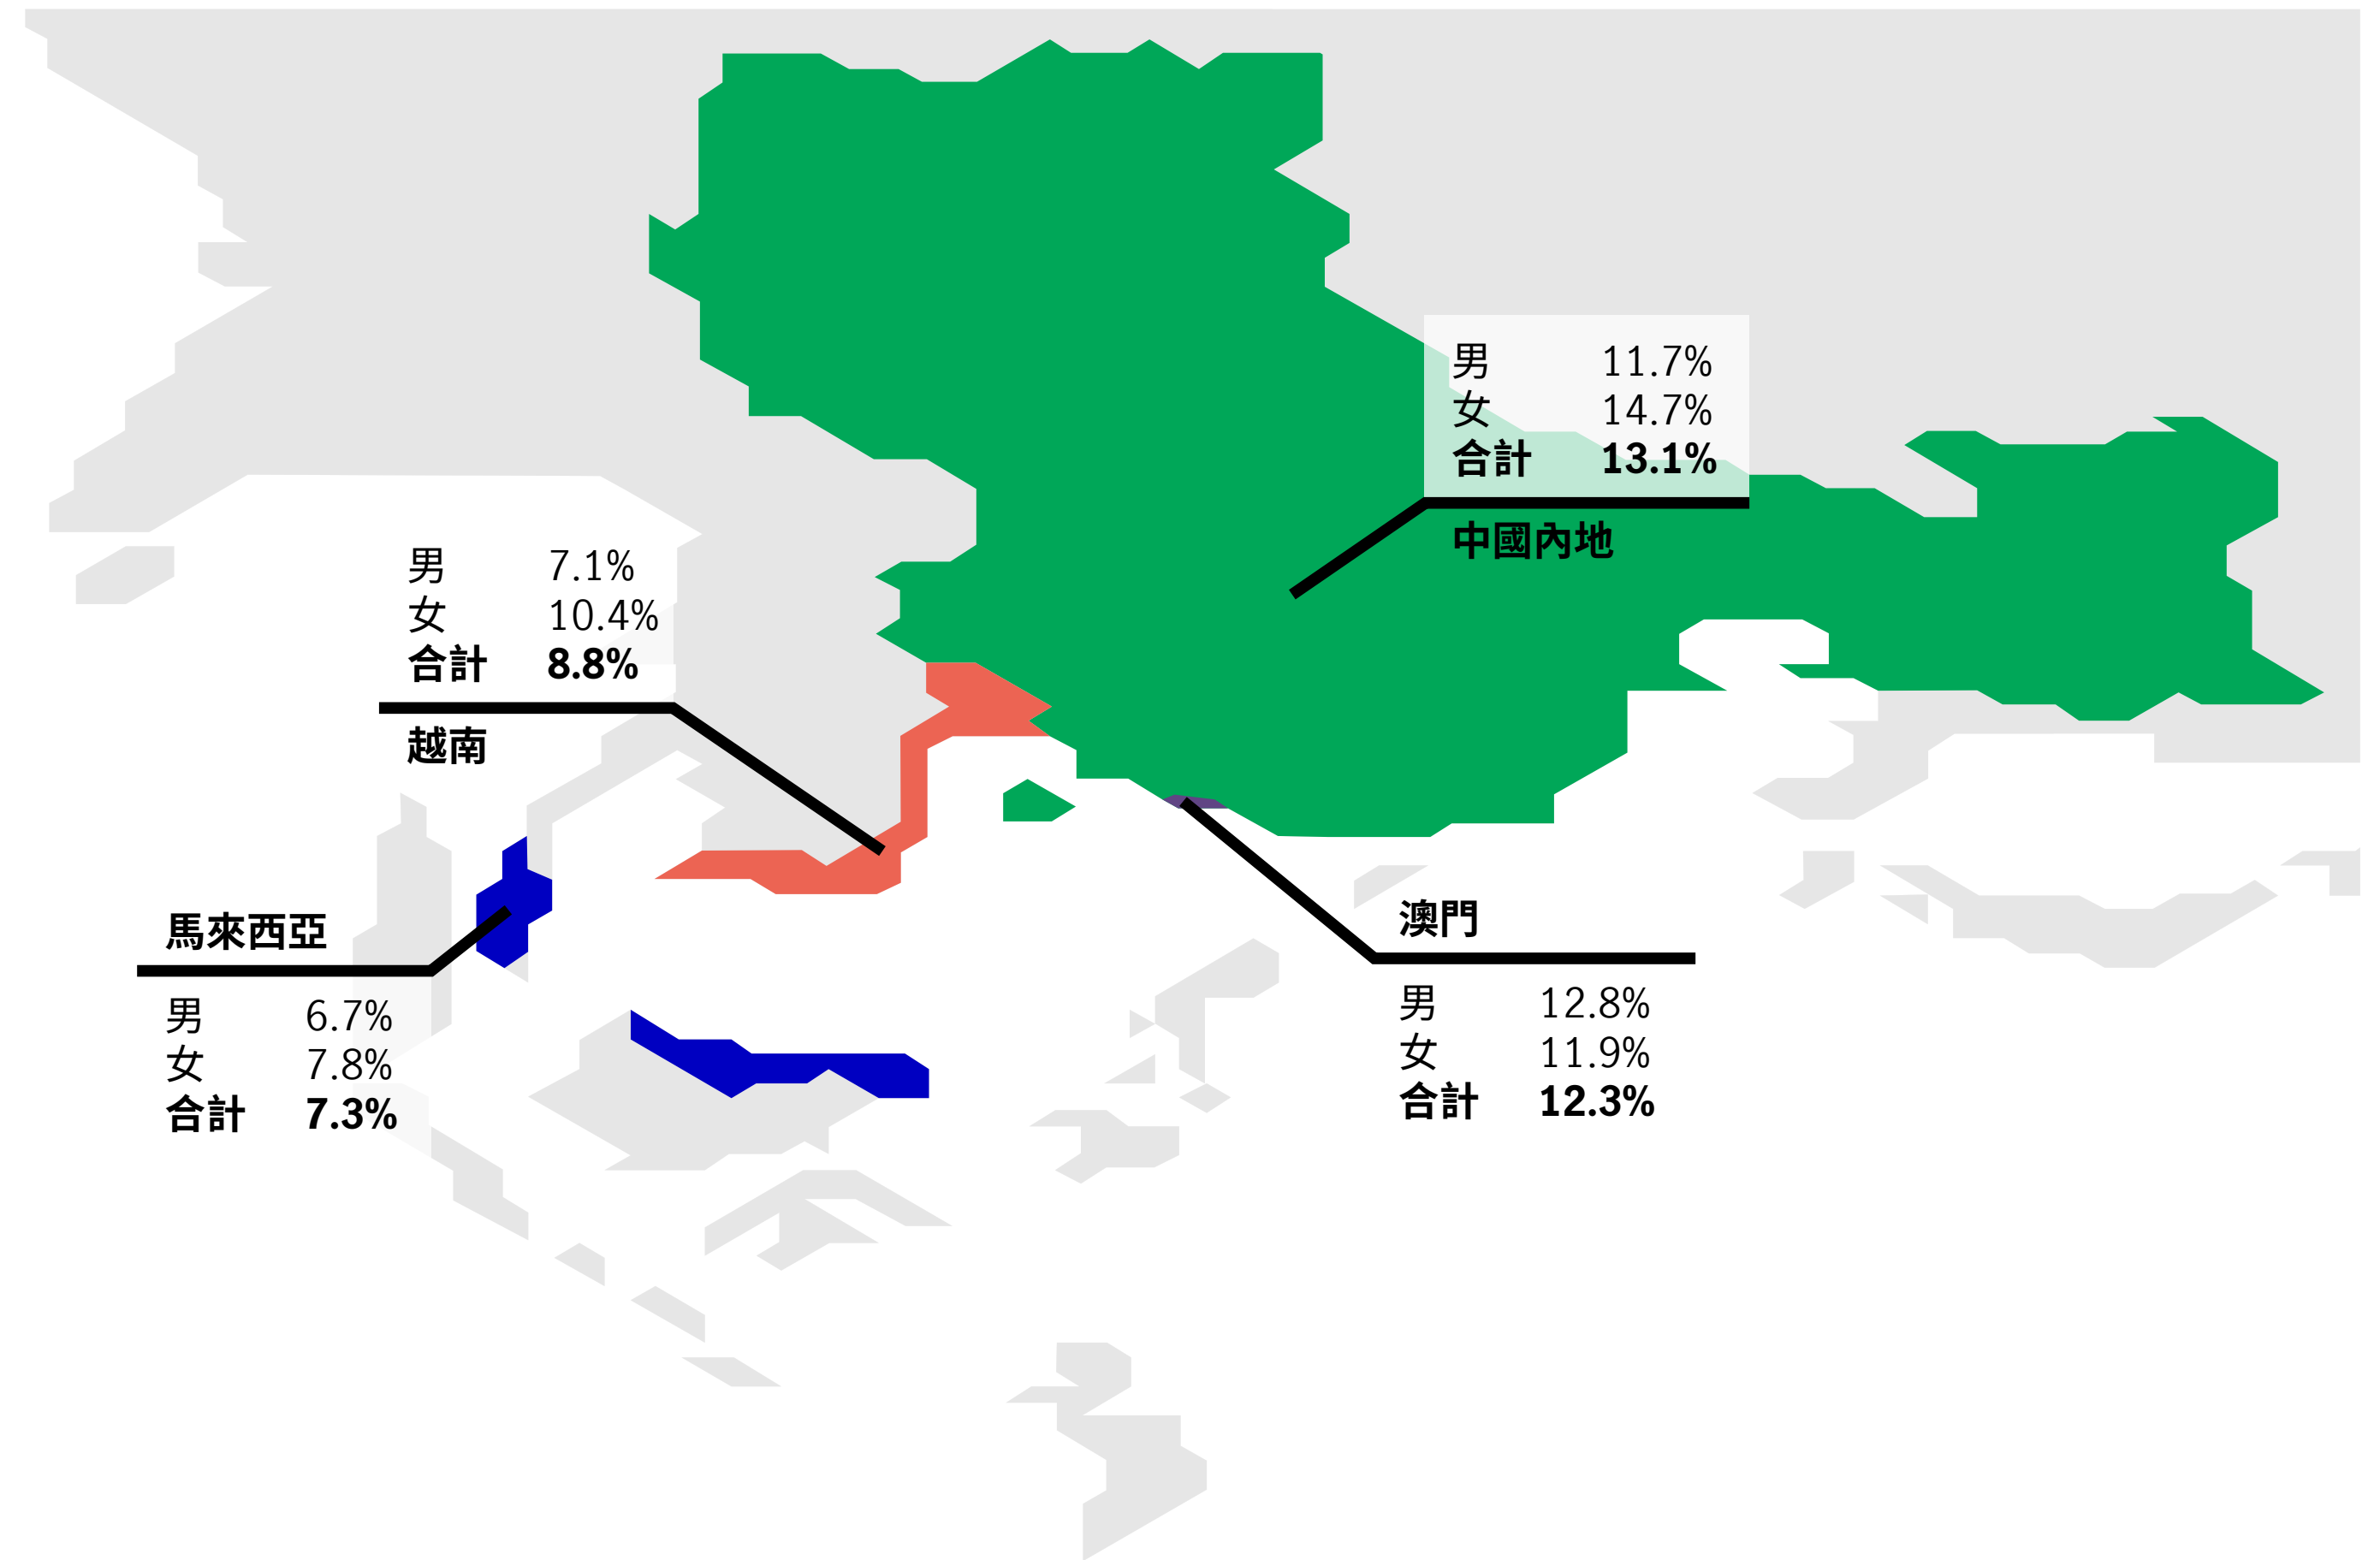 男 11.7%
女 14.7%
合計 13.1%
中國內地
男 7.1%
女 10.4%
合計 8.8%
越南
馬來西亞
男 6.7%
女 7.8%
合計 7.3%
澳門
男 12.8%
女 11.9%
合計 12.3%